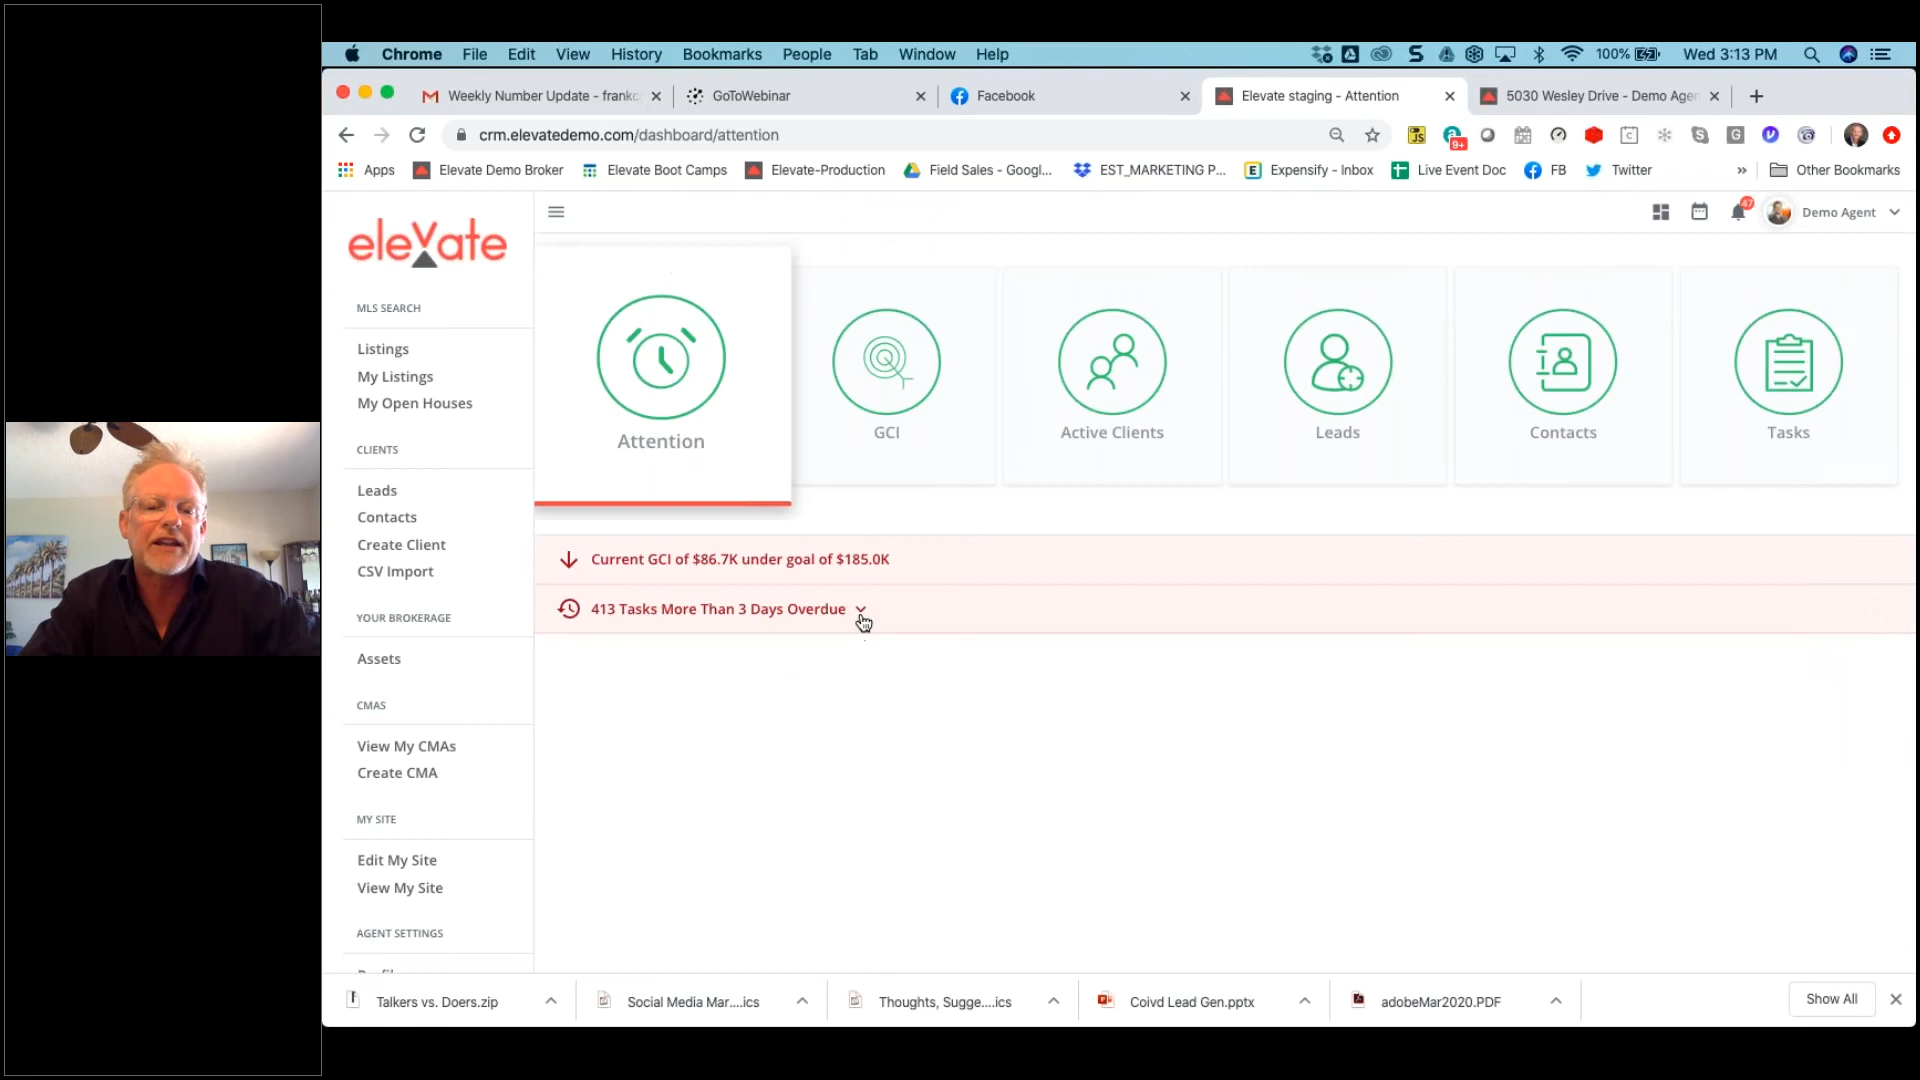 Chrome File Edit View History Bookmarks People Tab Window Help 100% Wed 3:13 PM
Weekly Number Update - frankc GoToWebinar Facebook Elevate staging - Attention 5030 Wesley Drive - Demo Agen
crm.elevatedemo.com/dashboard/attention 9+
Apps Elevate Demo Broker Elevate Boot Camps Elevate-Production Field Sales - Googl... EST_MARKETING P... Expensify - Inbox Live Event Doc FB Twitter » Other Bookmarks
47 Demo Agent
elevate
MLS SEARCH
Listings
My Listings
My Open Houses
CLIENTS
Leads
Contacts
Create Client
CSV Import
YOUR BROKERAGE
Assets
CMAS
View My CMAs
Create CMA
MY SITE
Edit My Site
View My Site
AGENT SETTINGS
Attention GCI Active Clients Leads Contacts Tasks
Current GCI of $86.7K under goal of $185.0K
413 Tasks More Than 3 Days Overdue
Talkers vs. Doers.zip Social Media Mar....ics Thoughts, Sugge....ics Coivd Lead Gen.pptx adobeMar2020.PDF Show All